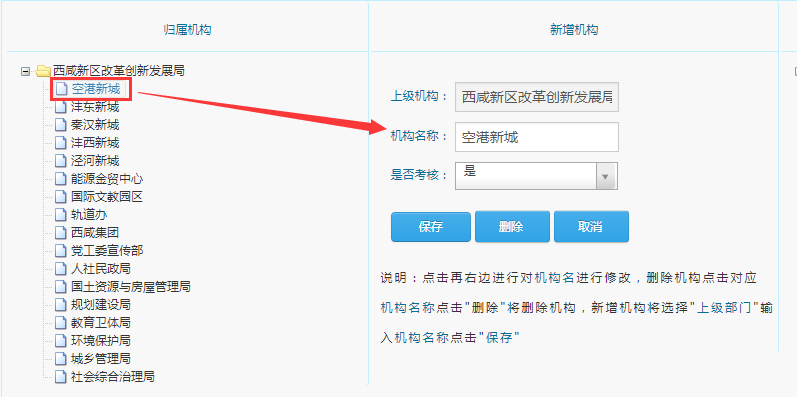 归属机构
西咸新区改革创新发展局
空港新城
沣东新城
秦汉新城
沣西新城
泾河新城
能源金贸中心
国际文教园区
轨道办
西咸集团
党工委宣传部
人社民政局
国土资源与房屋管理局
规划建设局
教育卫体局
环境保护局
城乡管理局
社会综合治理局
新增机构
上级机构： 西咸新区改革创新发展局
机构名称： 空港新城
是否考核： 是
保存 删除 取消
说明：点击再右边进行对机构名进行修改，删除机构点击对应
机构名称点击"删除"将删除机构，新增机构将选择"上级部门"输
入机构名称点击"保存"